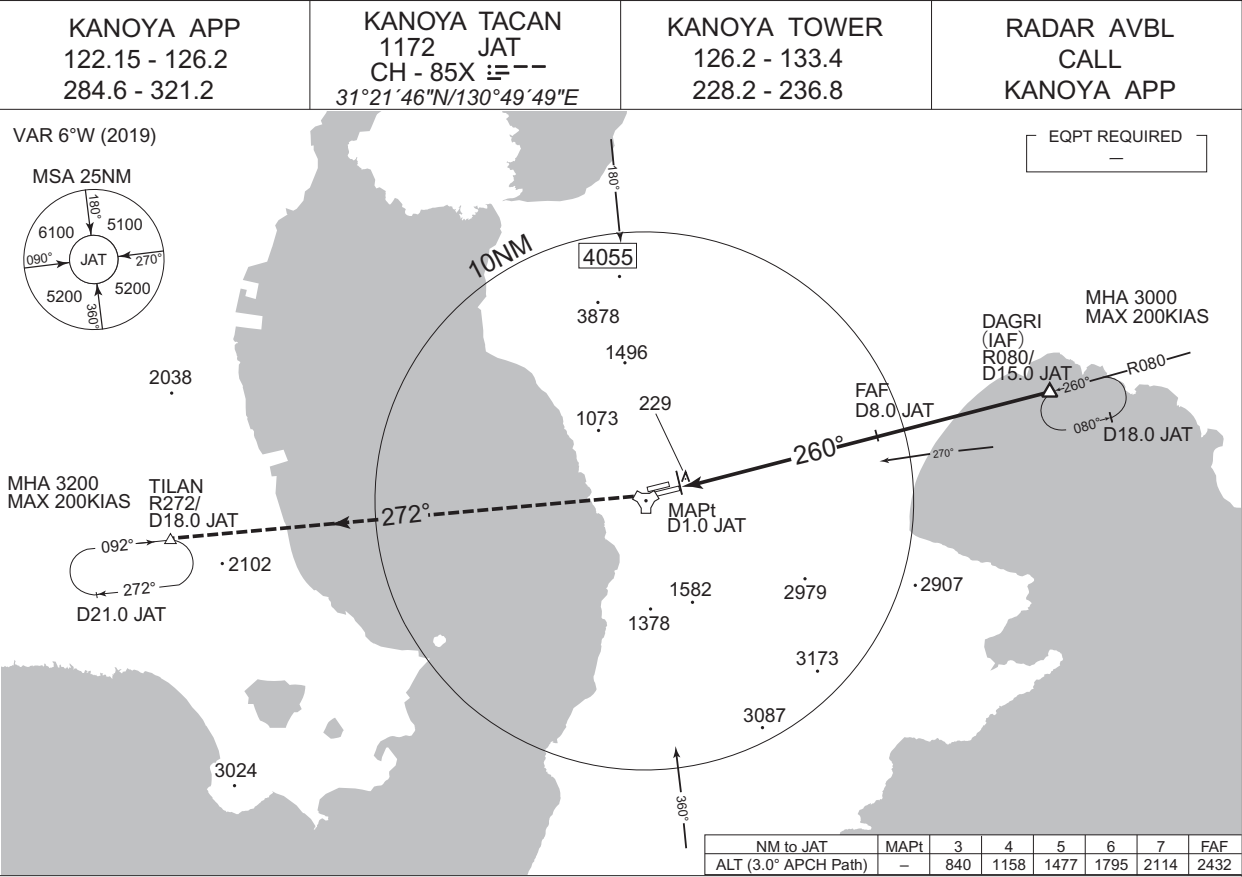 KANOYA APP
122.15 - 126.2
284.6 - 321.2
KANOYA TACAN
1172 JAT
CH - 85X
31°21´46″N/130°49´49″E
KANOYA TOWER
126.2 - 133.4
228.2 - 236.8
RADAR AVBL
CALL
KANOYA APP
VAR 6°W (2019)
EQPT REQUIRED
—
MSA 25NM
180°
6100
5100
090°
JAT
270°
5200
5200
360°
180°
10NM
4055
3878
1496
2038
1073
229
MHA 3000
MAX 200KIAS
DAGRI
(IAF)
R080/
D15.0 JAT
R080
260°
080°
D18.0 JAT
FAF
D8.0 JAT
260°
270°
MHA 3200
MAX 200KIAS
TILAN
R272/
D18.0 JAT
272°
MAPt
D1.0 JAT
092°
272°
D21.0 JAT
2102
1582
1378
2979
2907
3173
3087
3024
360°
NM to JAT MAPt 3 4 5 6 7 FAF
ALT (3.0° APCH Path) – 840 1158 1477 1795 2114 2432